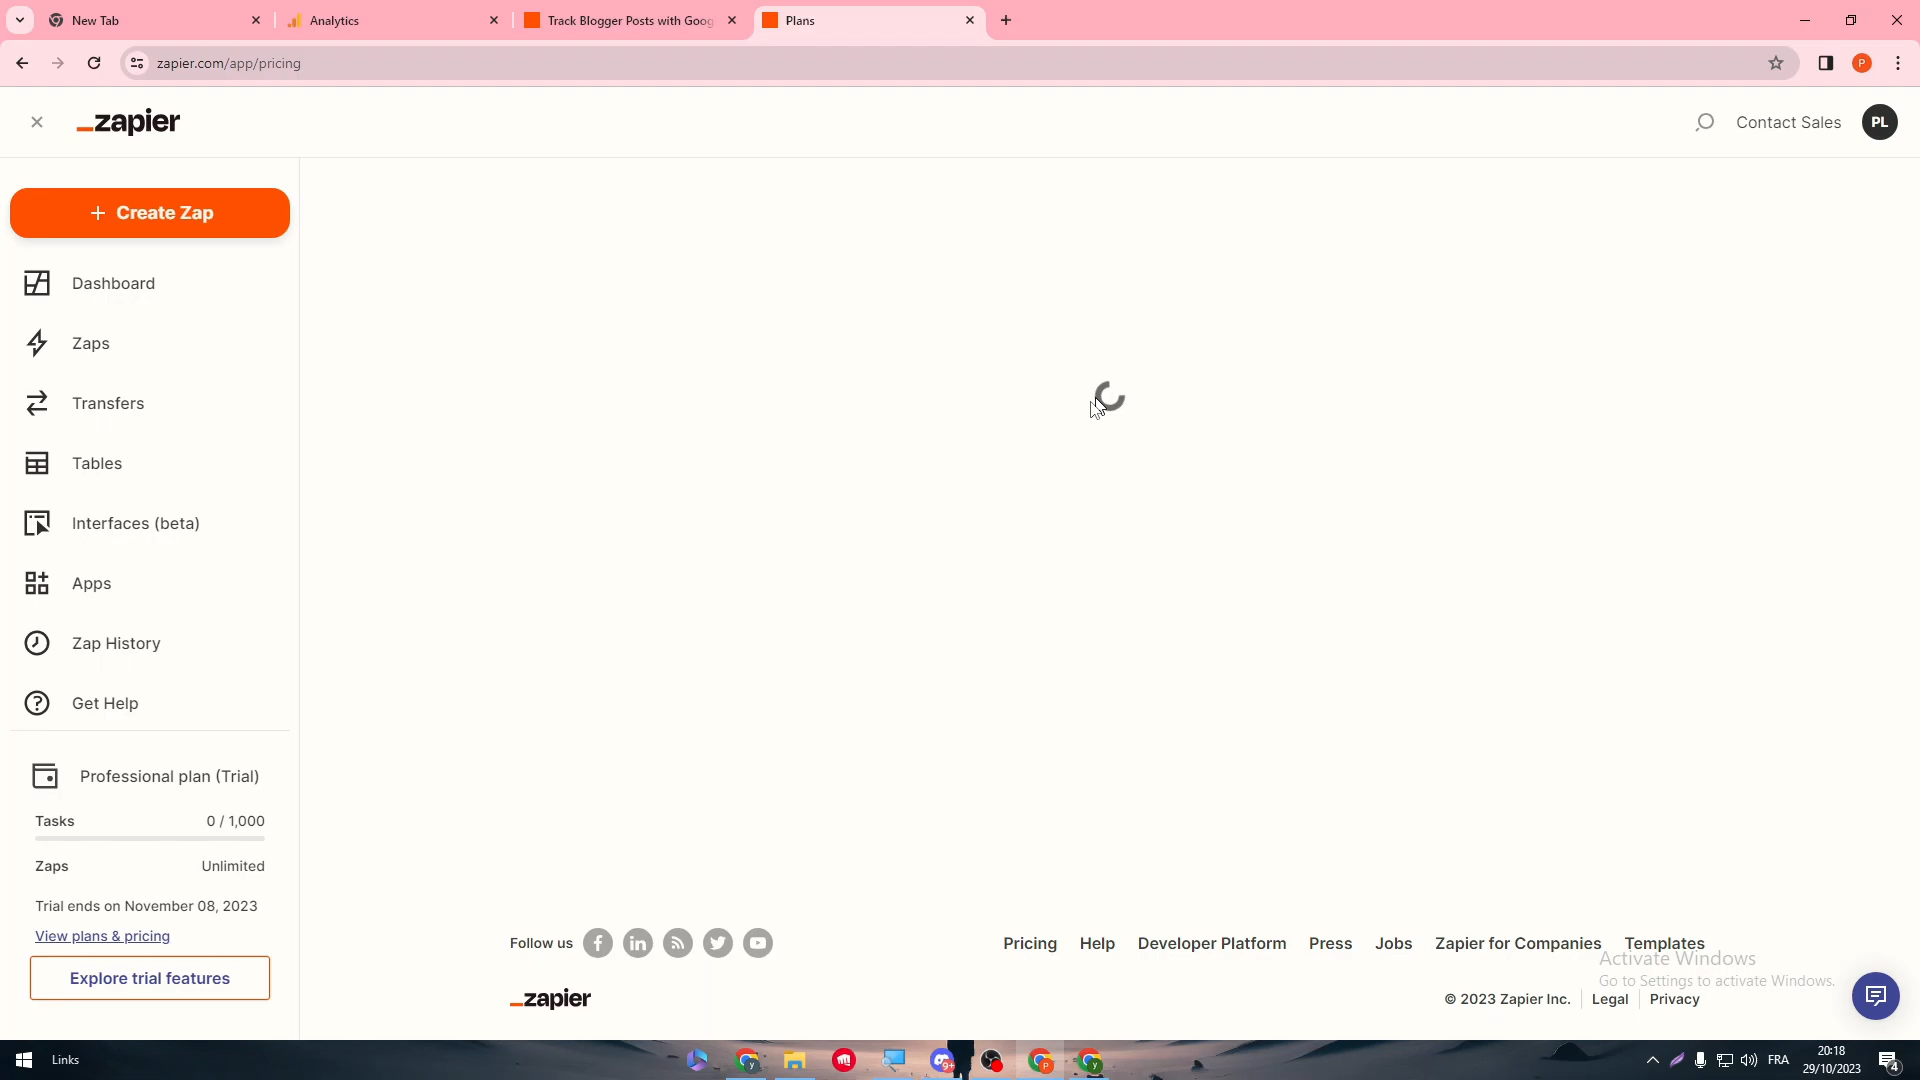 New Tab
Analytics
Track Blogger Posts with Goog
Plans
zapier.com/app/pricing
zapier
Contact Sales
PL
Create Zap
Dashboard
Zaps
Transfers
Tables
Interfaces (beta)
Apps
Zap History
Get Help
Professional plan (Trial)
Tasks 0 / 1,000
Zaps Unlimited
Trial ends on November 08, 2023
View plans & pricing
Explore trial features
Follow us
Pricing Help Developer Platform Press Jobs Zapier for Companies Templates
Activate Windows
Go to Settings to activate Windows.
zapier
© 2023 Zapier Inc. Legal Privacy
Links
FRA
20:18
29/10/2023
4
P
9+